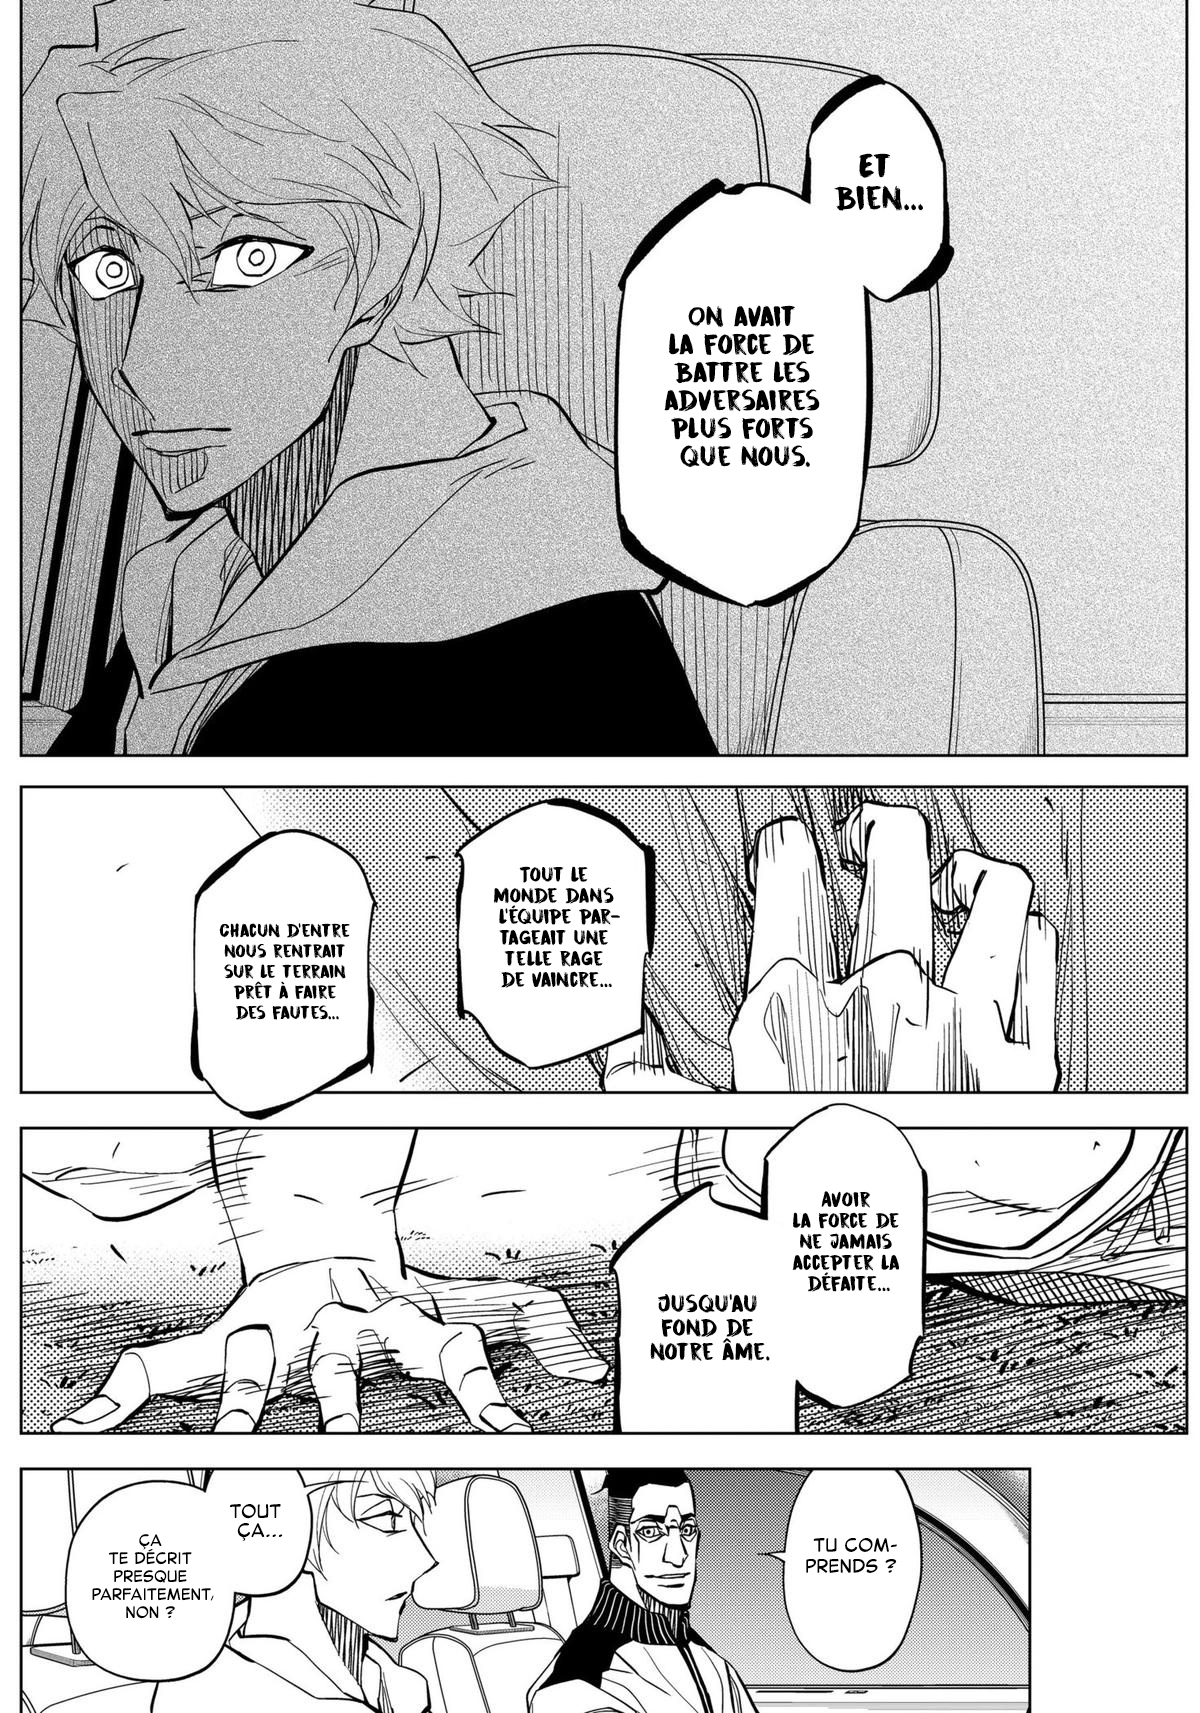 ET
BIEN...
ON AVAIT
LA FORCE DE
BATTRE LES
ADVERSAIRES
PLUS FORTS
QUE NOUS.
TOUT LE
MONDE DANS
L'ÉQUIPE PAR-
TAGEAIT UNE
TELLE RAGE
DE VAINCRE...
CHACUN D'ENTRE
NOUS RENTRAIT
SUR LE TERRAIN
PRÊT À FAIRE
DES FAUTES...
AVOIR
LA FORCE DE
NE JAMAIS
ACCEPTER LA
DÉFAITE...
JUSQU'AU
FOND DE
NOTRE ÂME.
TU COM-
PRENDS ?
TOUT
ÇA...
ÇA
TE DÉCRIT
PRESQUE
PARFAITEMENT,
NON ?